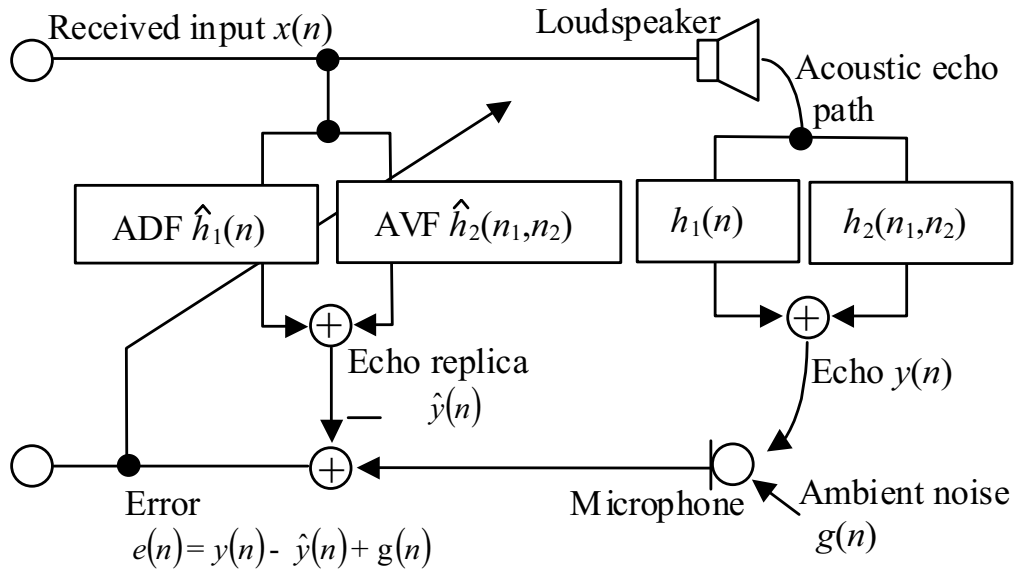 Received input x(n)
Loudspeaker
Acoustic echo
path
ADF ĥ₁(n)
AVF ĥ₂(n₁,n₂)
h₁(n)
h₂(n₁,n₂)
+
+
Echo replica
ŷ(n)
−
Echo y(n)
+
Microphone
Ambient noise
g(n)
Error
e(n) = y(n) - ŷ(n) + g(n)